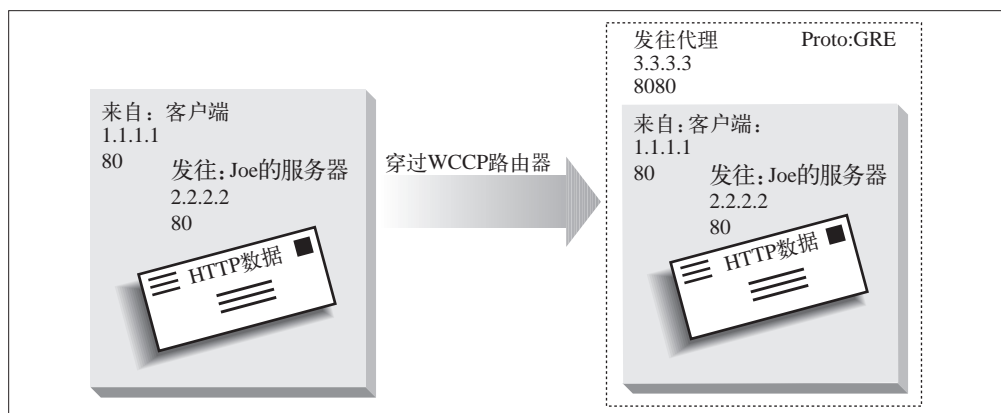 来自：客户端
1.1.1.1
80
发往：Joe的服务器
2.2.2.2
80
HTTP数据
穿过WCCP路由器
发往代理 Proto:GRE
3.3.3.3
8080
来自：客户端：
1.1.1.1
80
发往：Joe的服务器
2.2.2.2
80
HTTP数据